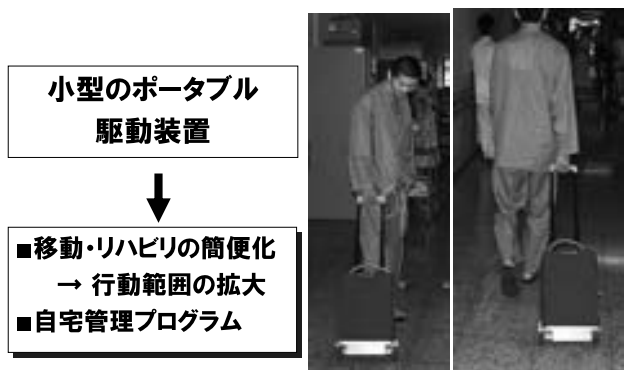 小型のポータブル
駆動装置
■移動・リハビリの簡便化
→ 行動範囲の拡大
■自宅管理プログラム